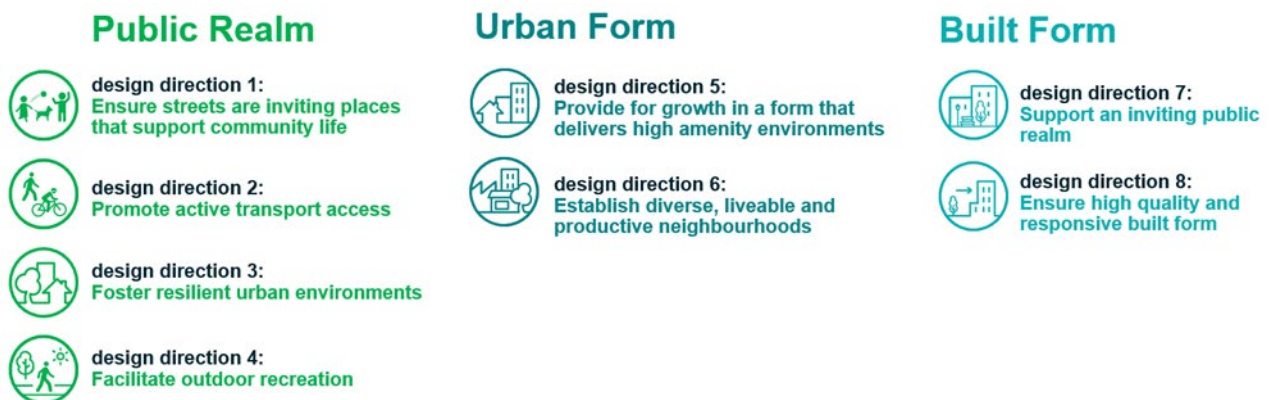 Public Realm
design direction 1:
Ensure streets are inviting places
that support community life
design direction 2:
Promote active transport access
design direction 3:
Foster resilient urban environments
design direction 4:
Facilitate outdoor recreation
Urban Form
design direction 5:
Provide for growth in a form that
delivers high amenity environments
design direction 6:
Establish diverse, liveable and
productive neighbourhoods
Built Form
design direction 7:
Support an inviting public
realm
design direction 8:
Ensure high quality and
responsive built form